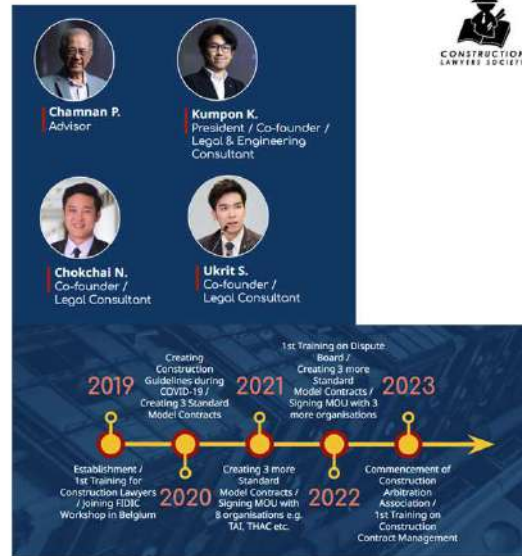 CONSTRUCTION
LAWYERS SOCIETY
Chamnan P.
Advisor
Kumpon K.
President / Co-founder /
Legal & Engineering
Consultant
Chokchai N.
Co-founder /
Legal Consultant
Ukrit S.
Co-founder /
Legal Consultant
2019
Establishment /
1st Training for
Construction Lawyers
/ Joining FIDIC
Workshop in Belgium
Creating
Construction
Guidelines during
COVID-19 /
Creating 3 Standard
Model Contracts
2020
2021
Creating 3 more
Standard
Model Contracts /
Signing MOU with
8 organisations e.g.
TAI, THAC etc.
1st Training on Dispute
Board /
Creating 3 more
Standard
Model Contracts /
Signing MOU with 3
more organisations
2022
2023
Commencement of
Construction
Arbitration
Association /
1st Training on
Construction
Contract Management